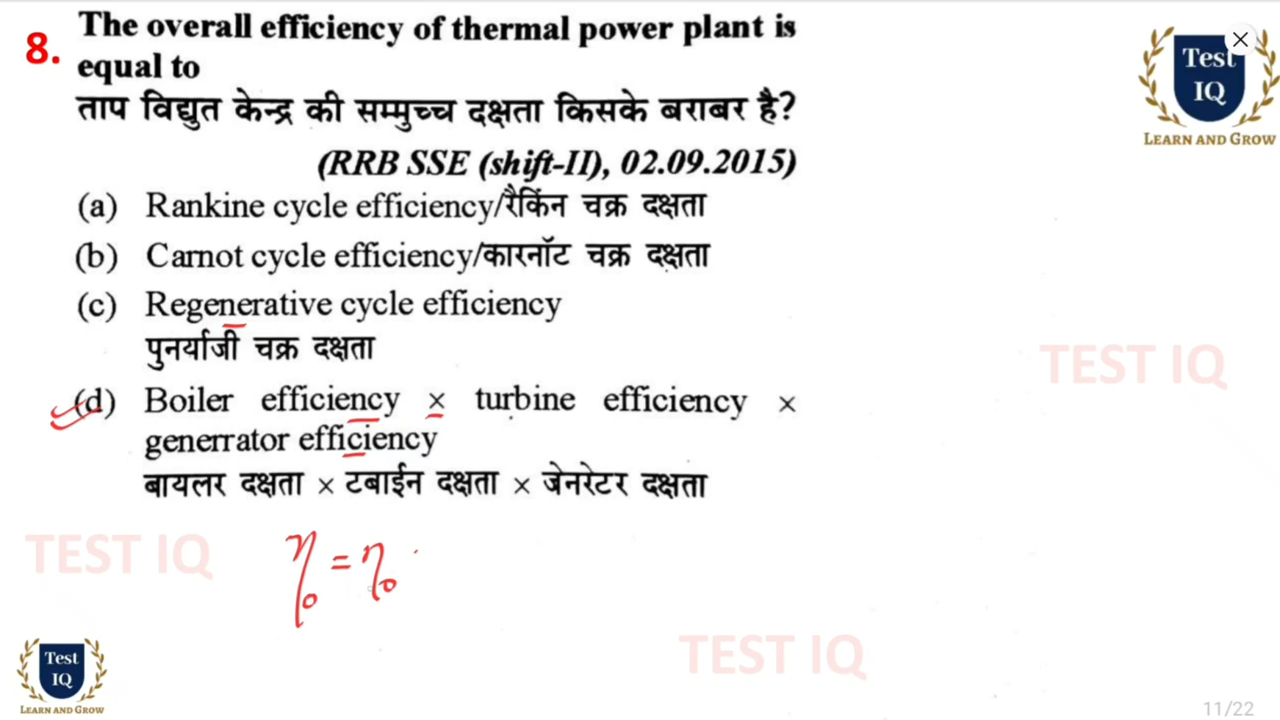 8.
The overall efficiency of thermal power plant is
equal to
ताप विद्युत केन्द्र की सम्मुच्च दक्षता किसके बराबर है?
(RRB SSE (shift-II), 02.09.2015)
(a) Rankine cycle efficiency/रैकिंन चक्र दक्षता
(b) Carnot cycle efficiency/कारनॉट चक्र दक्षता
(c) Regenerative cycle efficiency
पुनर्याजी चक्र दक्षता
(d) Boiler efficiency × turbine efficiency ×
generrator efficiency
बायलर दक्षता × टबाईन दक्षता × जेनरेटर दक्षता
η₀ = η₀
Test
IQ
LEARN AND GROW
TEST IQ
TEST IQ
TEST IQ
Test
IQ
LEARN AND GROW
11/22